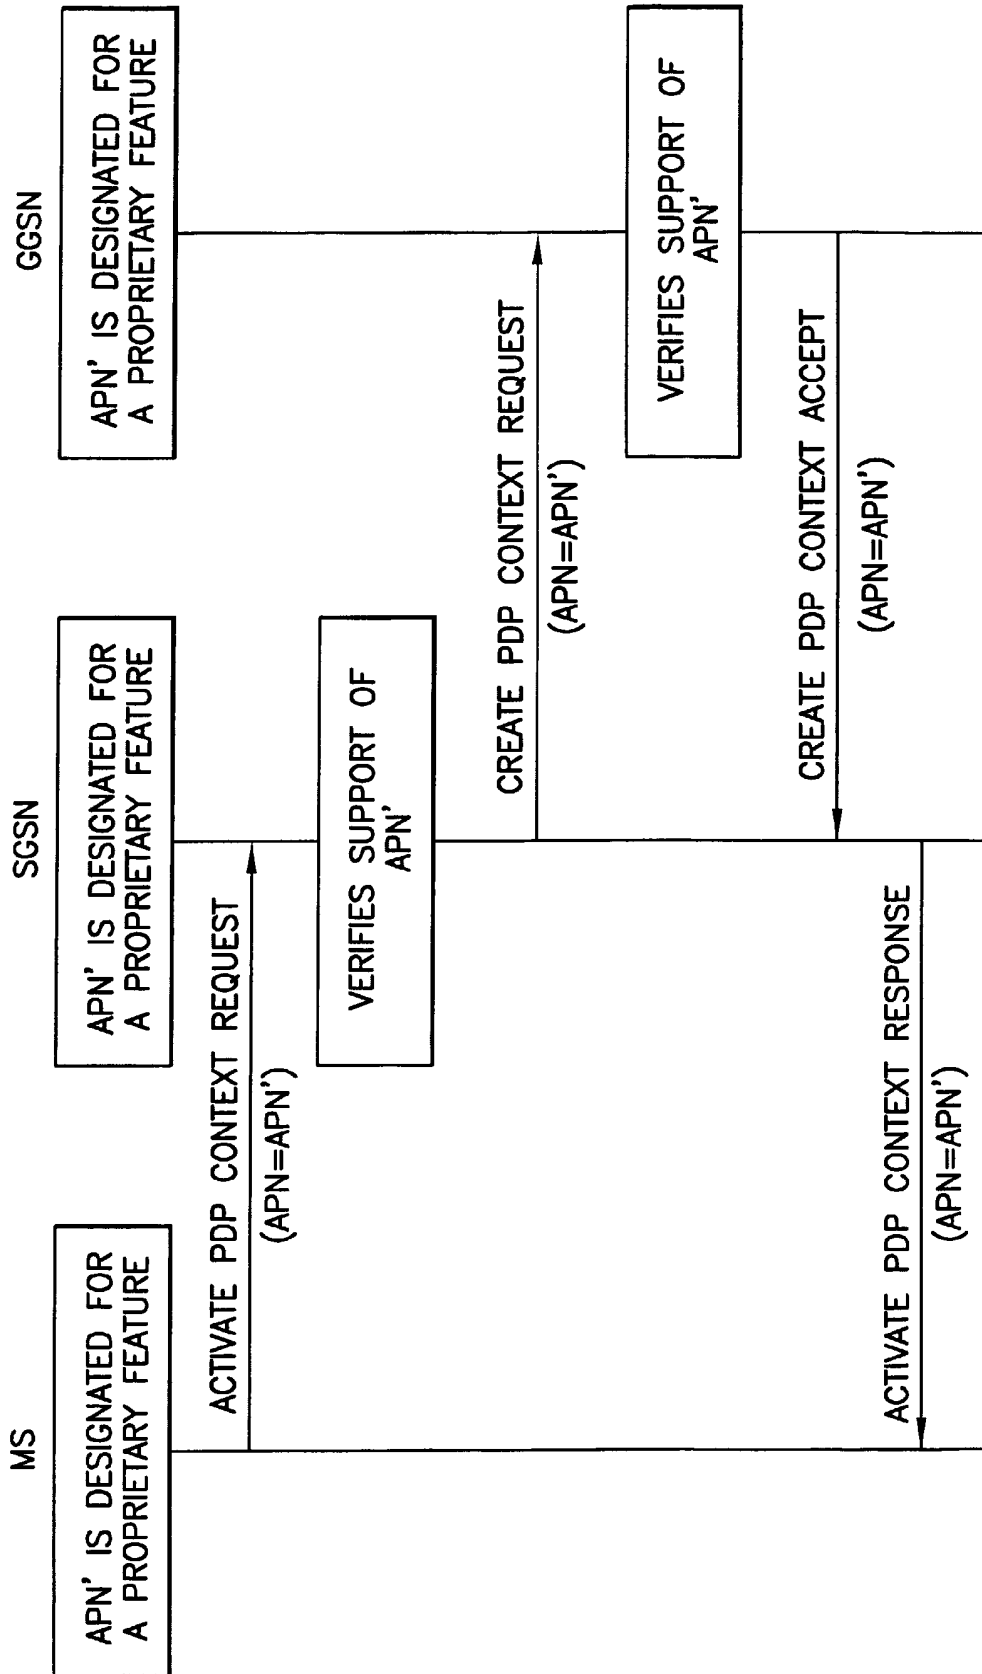 MS
SGSN
GGSN
APN' IS DESIGNATED FOR
A PROPRIETARY FEATURE
APN' IS DESIGNATED FOR
A PROPRIETARY FEATURE
APN' IS DESIGNATED FOR
A PROPRIETARY FEATURE
ACTIVATE PDP CONTEXT REQUEST
(APN=APN')
VERIFIES SUPPORT OF
APN'
CREATE PDP CONTEXT REQUEST
(APN=APN')
VERIFIES SUPPORT OF
APN'
CREATE PDP CONTEXT ACCEPT
(APN=APN')
ACTIVATE PDP CONTEXT RESPONSE
(APN=APN')